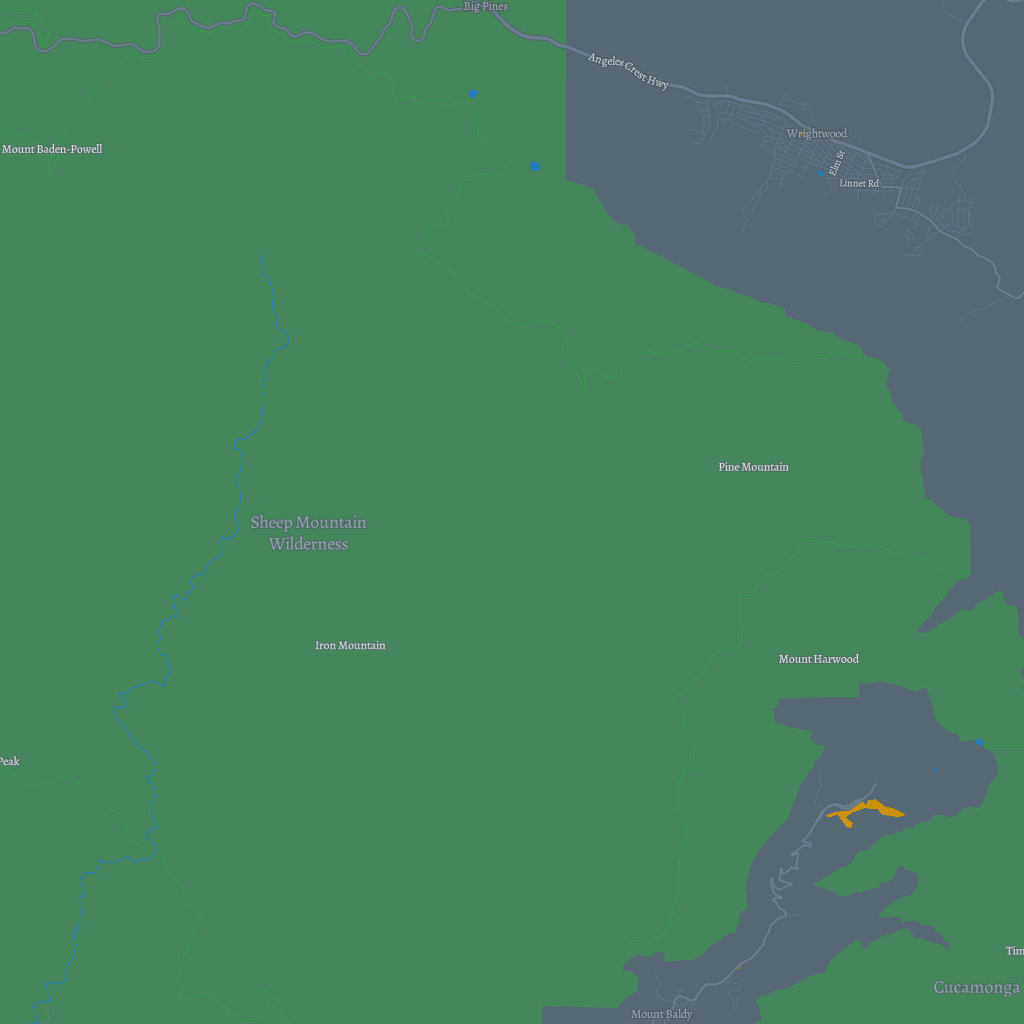 Big Pines
Angeles Crest Hwy
Wrightwood
Elm St
Linnet Rd
Mount Baden-Powell
Pine Mountain
Sheep Mountain
Wilderness
Iron Mountain
Mount Harwood
Peak
Tim
Cucamonga
Mount Baldy